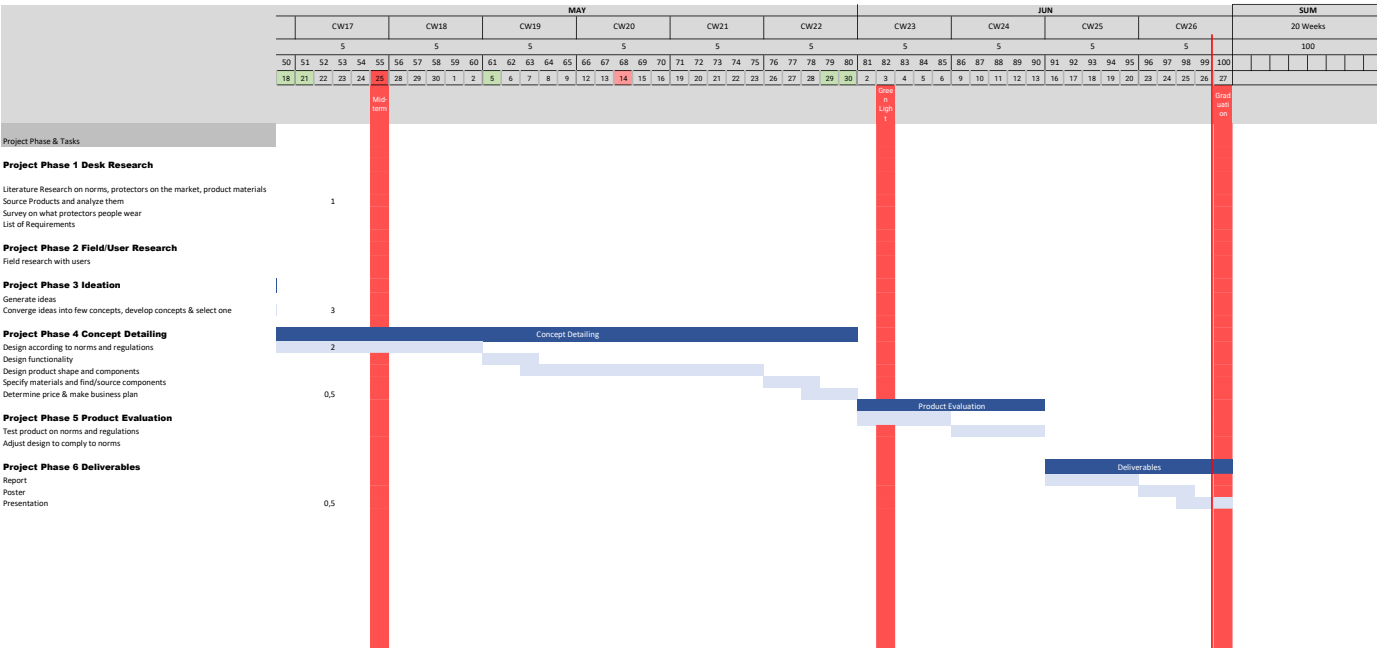 MAY JUN SUM
CW17 CW18 CW19 CW20 CW21 CW22 CW23 CW24 CW25 CW26 20 Weeks
5 5 5 5 5 5 5 5 5 5 100
50 51 52 53 54 55 56 57 58 59 60 61 62 63 64 65 66 67 68 69 70 71 72 73 74 75 76 77 78 79 80 81 82 83 84 85 86 87 88 89 90 91 92 93 94 95 96 97 98 99 100
18 21 22 23 24 25 28 29 30 1 2 5 6 7 8 9 12 13 14 15 16 19 20 21 22 23 26 27 28 29 30 2 3 4 5 6 9 10 11 12 13 16 17 18 19 20 23 24 25 26 27
Mid-
term
Gree
n
Ligh
t
Grad
uati
on
Project Phase & Tasks
Project Phase 1 Desk Research
Literature Research on norms, protectors on the market, product materials
Source Products and analyze them 1
Survey on what protectors people wear
List of Requirements
Project Phase 2 Field/User Research
Field research with users
Project Phase 3 Ideation
Generate ideas
Converge ideas into few concepts, develop concepts & select one 3
Project Phase 4 Concept Detailing Concept Detailing
Design according to norms and regulations 2
Design functionality
Design product shape and components
Specify materials and find/source components
Determine price & make business plan 0,5
Product Evaluation
Project Phase 5 Product Evaluation
Test product on norms and regulations
Adjust design to comply to norms
Project Phase 6 Deliverables Deliverables
Report
Poster
Presentation 0,5